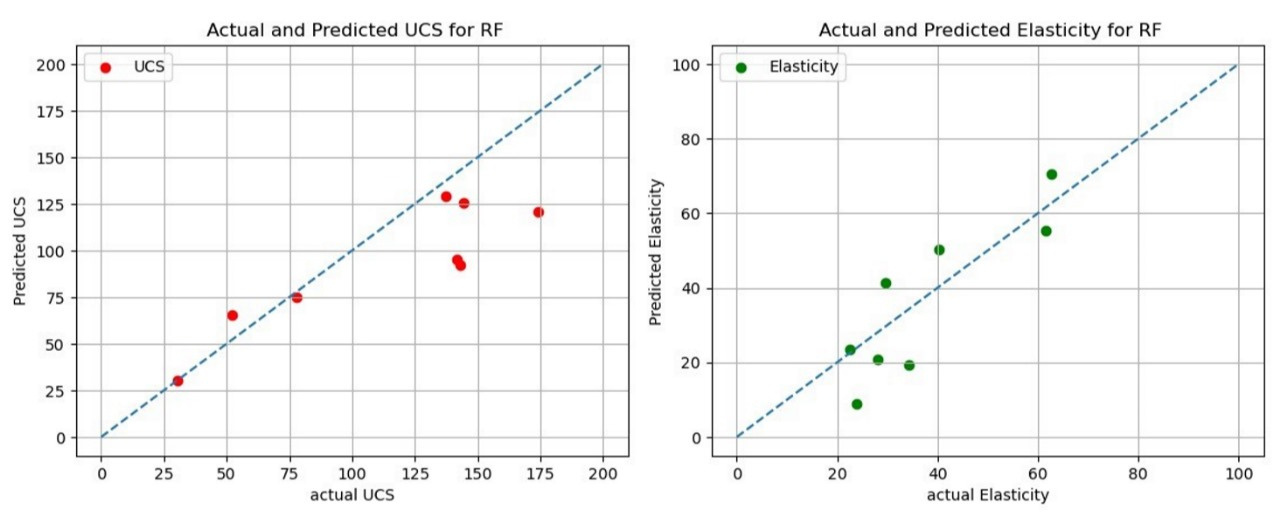 Actual and Predicted UCS for RF
UCS
200
175
150
125
100
75
50
25
0
Predicted UCS
0 25 50 75 100 125 150 175 200
actual UCS
Actual and Predicted Elasticity for RF
Elasticity
100
80
60
40
20
0
Predicted Elasticity
0 20 40 60 80 100
actual Elasticity